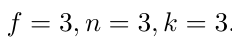 f = 3, n = 3, k = 3.